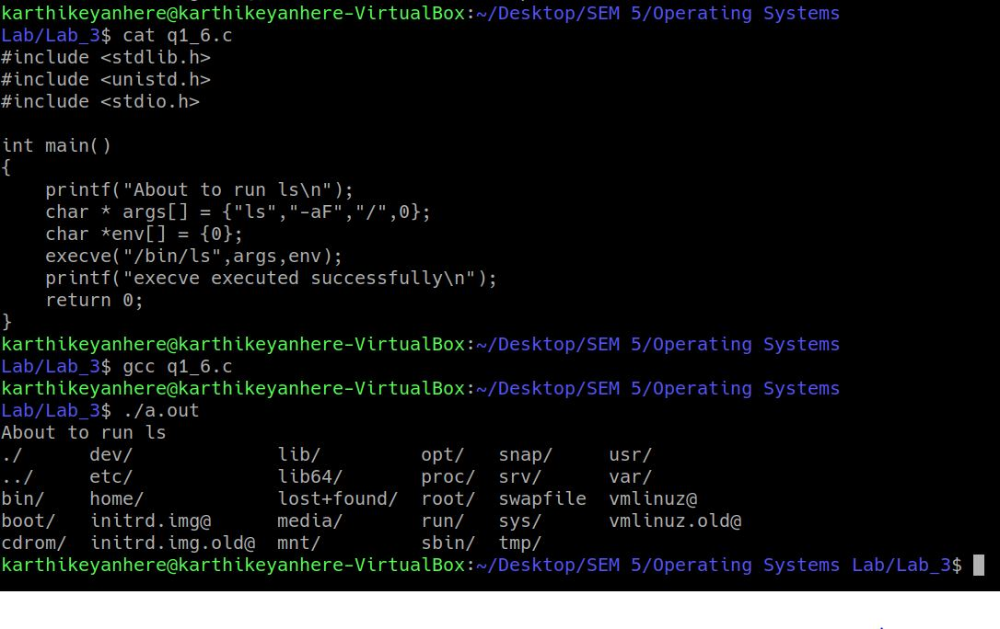 karthikeyanhere@karthikeyanhere-VirtualBox:~/Desktop/SEM 5/Operating Systems
Lab/Lab_3$ cat q1_6.c
#include <stdlib.h>
#include <unistd.h>
#include <stdio.h>

int main()
{
    printf("About to run ls\n");
    char * args[] = {"ls","-aF","/",0};
    char *env[] = {0};
    execve("/bin/ls",args,env);
    printf("execve executed successfully\n");
    return 0;
}
karthikeyanhere@karthikeyanhere-VirtualBox:~/Desktop/SEM 5/Operating Systems
Lab/Lab_3$ gcc q1_6.c
karthikeyanhere@karthikeyanhere-VirtualBox:~/Desktop/SEM 5/Operating Systems
Lab/Lab_3$ ./a.out
About to run ls
./      dev/             lib/         opt/   snap/     usr/
../     etc/             lib64/       proc/  srv/      var/
bin/    home/            lost+found/  root/  swapfile  vmlinuz@
boot/   initrd.img@      media/       run/   sys/      vmlinuz.old@
cdrom/  initrd.img.old@  mnt/         sbin/  tmp/
karthikeyanhere@karthikeyanhere-VirtualBox:~/Desktop/SEM 5/Operating Systems Lab/Lab_3$